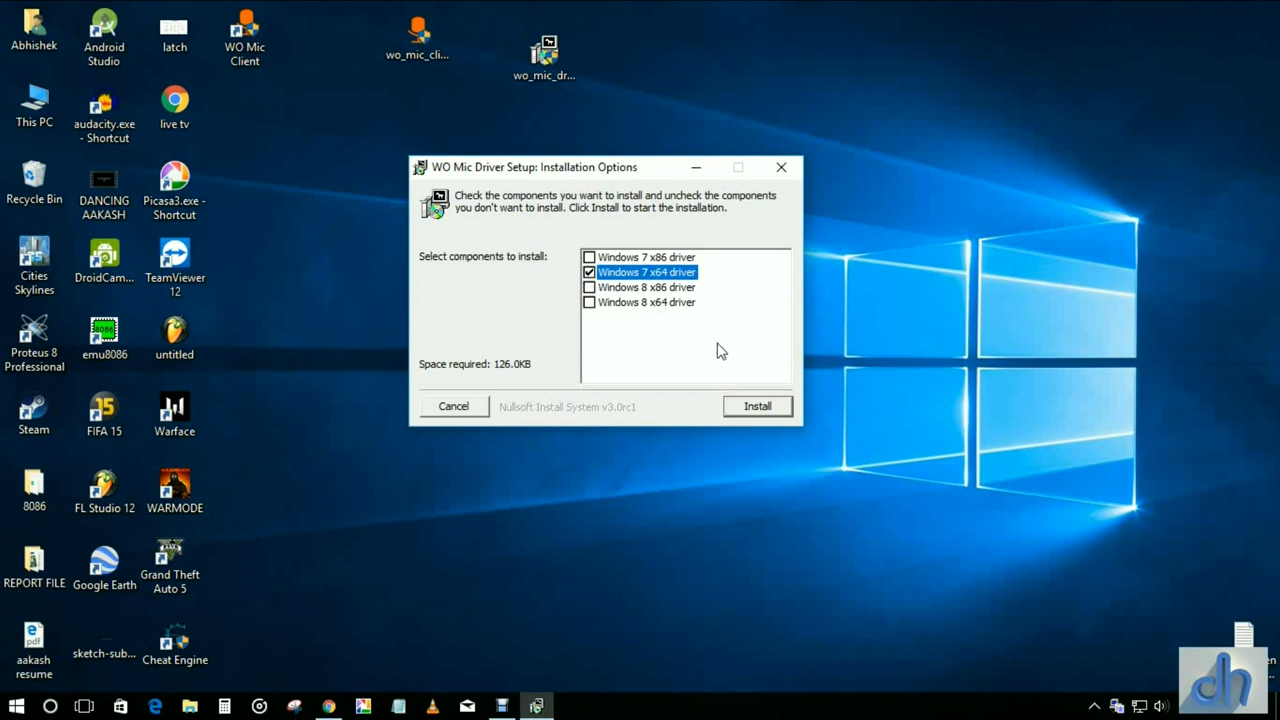 Abhishek
Android
Studio
latch
WO Mic
Client
wo_mic_cli...
wo_mic_dr...
This PC
audacity.exe
- Shortcut
live tv
Recycle Bin
DANCING
AAKASH
Picasa3.exe -
Shortcut
Cities
Skylines
DroidCam...
TeamViewer
12
Proteus 8
Professional
8086
emu8086
untitled
Steam
15
FIFA 15
Warface
8086
FL Studio 12
WARMODE
REPORT FILE
Google Earth
Grand Theft
Auto 5
pdf
aakash
resume
sketch-sub...
Cheat Engine
WO Mic Driver Setup: Installation Options
Check the components you want to install and uncheck the components
you don't want to install. Click Install to start the installation.
Select components to install:
Windows 7 x86 driver
Windows 7 x64 driver
Windows 8 x86 driver
Windows 8 x64 driver
Space required: 126.0KB
Cancel
Nullsoft Install System v3.0rc1
Install
dh